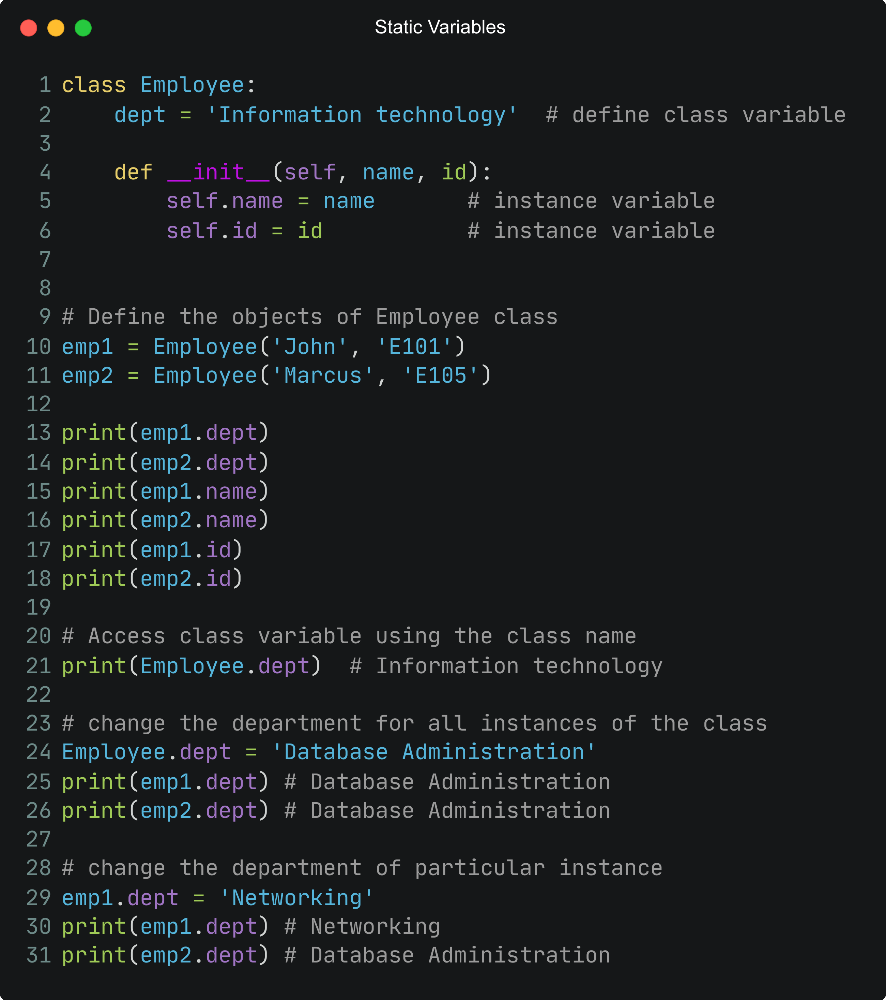 Static Variables
1 class Employee:
2     dept = 'Information technology'  # define class variable
3
4     def __init__(self, name, id):
5         self.name = name       # instance variable
6         self.id = id           # instance variable
7
8
9 # Define the objects of Employee class
10 emp1 = Employee('John', 'E101')
11 emp2 = Employee('Marcus', 'E105')
12
13 print(emp1.dept)
14 print(emp2.dept)
15 print(emp1.name)
16 print(emp2.name)
17 print(emp1.id)
18 print(emp2.id)
19
20 # Access class variable using the class name
21 print(Employee.dept)  # Information technology
22
23 # change the department for all instances of the class
24 Employee.dept = 'Database Administration'
25 print(emp1.dept) # Database Administration
26 print(emp2.dept) # Database Administration
27
28 # change the department of particular instance
29 emp1.dept = 'Networking'
30 print(emp1.dept) # Networking
31 print(emp2.dept) # Database Administration